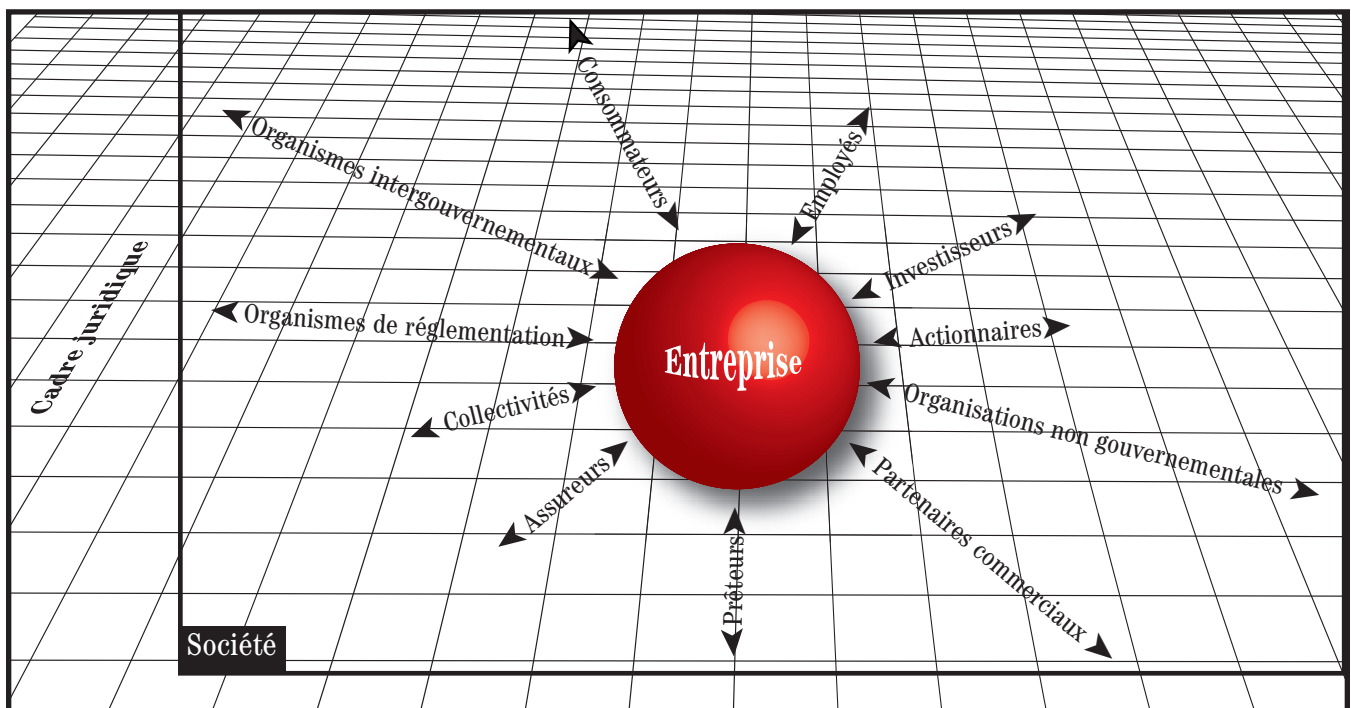 Consommateurs
Employés
Organismes intergouvernementaux
Investisseurs
Cadre juridique
Organismes de réglementation
Actionnaires
Entreprise
Collectivités
Organisations non gouvernementales
Assureurs
Partenaires commerciaux
Prêteurs
Société